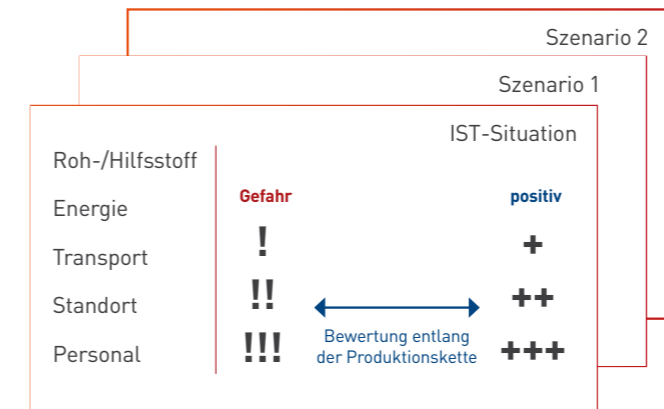 Szenario 2
Szenario 1
IST-Situation
Roh-/Hilfsstoff
Energie
Transport
Standort
Personal
Gefahr
!
!!
!!!
Bewertung entlang
der Produktionskette
positiv
+
++
+++